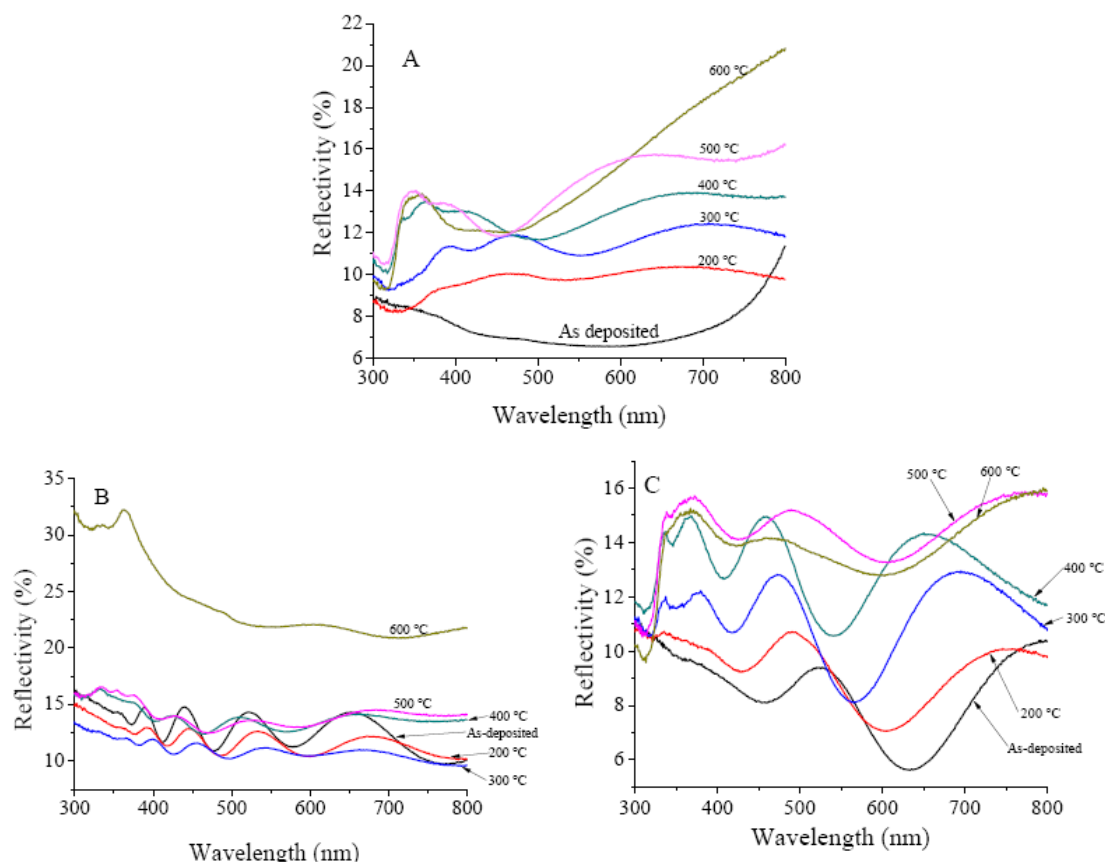 22
20
18
16
14
12
10
8
6
Reflectivity (%)
A
600 °C
500 °C
400 °C
300 °C
200 °C
As deposited
300 400 500 600 700 800
Wavelength (nm)
35
30
25
20
15
10
Reflectivity (%)
B
600 °C
500 °C
400 °C
As-deposited
200 °C
300 °C
300 400 500 600 700 800
Wavelength (nm)
16
14
12
10
8
6
Reflectivity (%)
C
500 °C
600 °C
400 °C
300 °C
200 °C
As-deposited
300 400 500 600 700 800
Wavelength (nm)